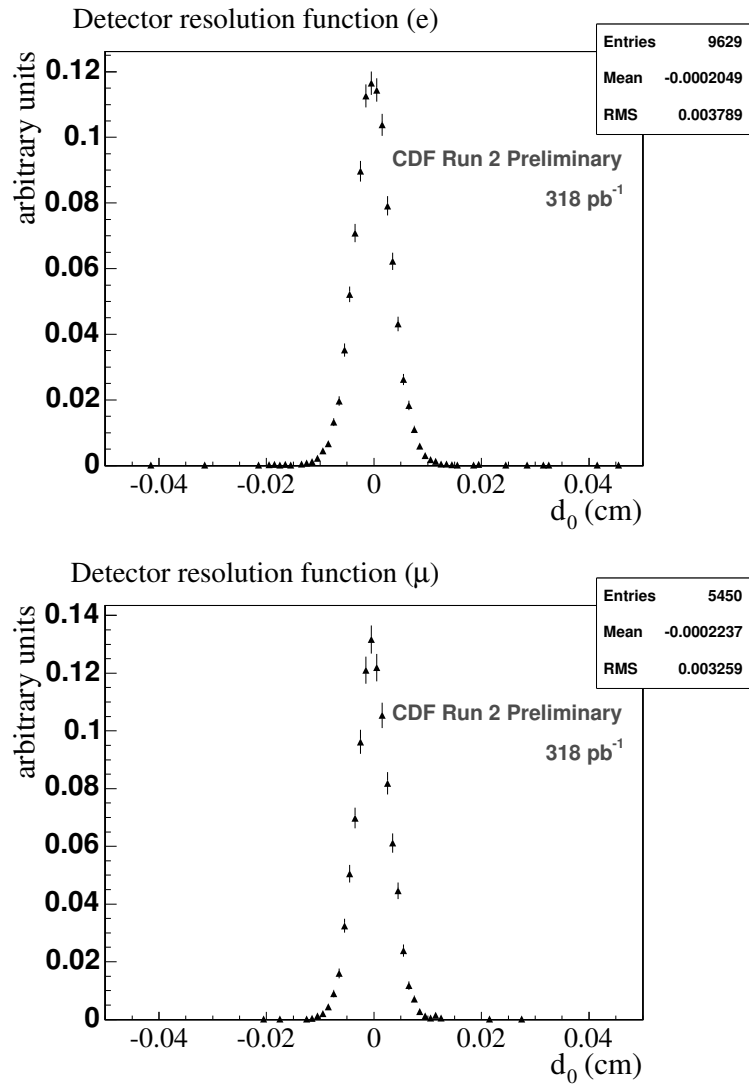 Detector resolution function (e)
Entries 9629
Mean -0.0002049
RMS 0.003789
arbitrary units
0.12
0.1
0.08
0.06
0.04
0.02
0
CDF Run 2 Preliminary
318 pb⁻¹
-0.04 -0.02 0 0.02 0.04
d₀ (cm)
Detector resolution function (μ)
Entries 5450
Mean -0.0002237
RMS 0.003259
arbitrary units
0.14
0.12
0.1
0.08
0.06
0.04
0.02
0
CDF Run 2 Preliminary
318 pb⁻¹
-0.04 -0.02 0 0.02 0.04
d₀ (cm)